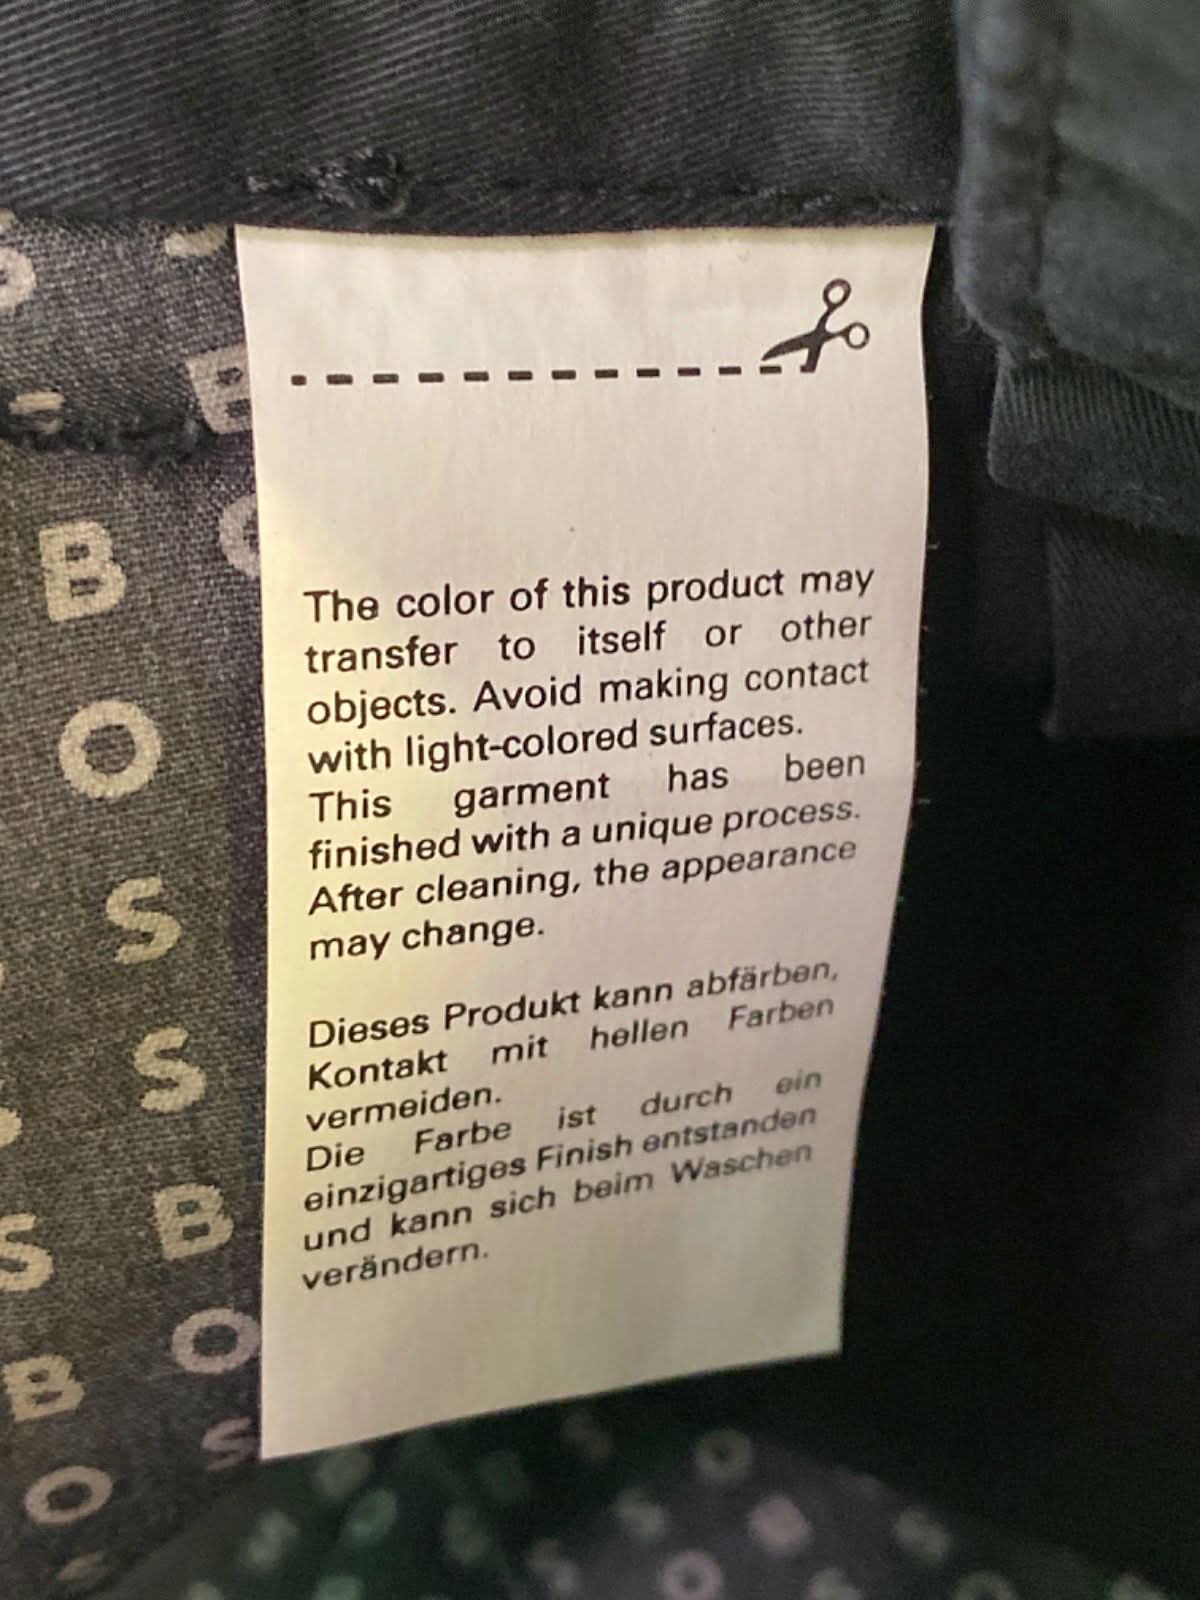 The color of this product may
transfer to itself or other
objects. Avoid making contact
with light-colored surfaces.
This garment has been
finished with a unique process.
After cleaning, the appearance
may change.
Dieses Produkt kann abfärben,
Kontakt mit hellen Farben
vermeiden.
Die Farbe ist durch ein
einzigartiges Finish entstanden
und kann sich beim Waschen
verändern.
B
O
S
S
B
O
S
S
B
O